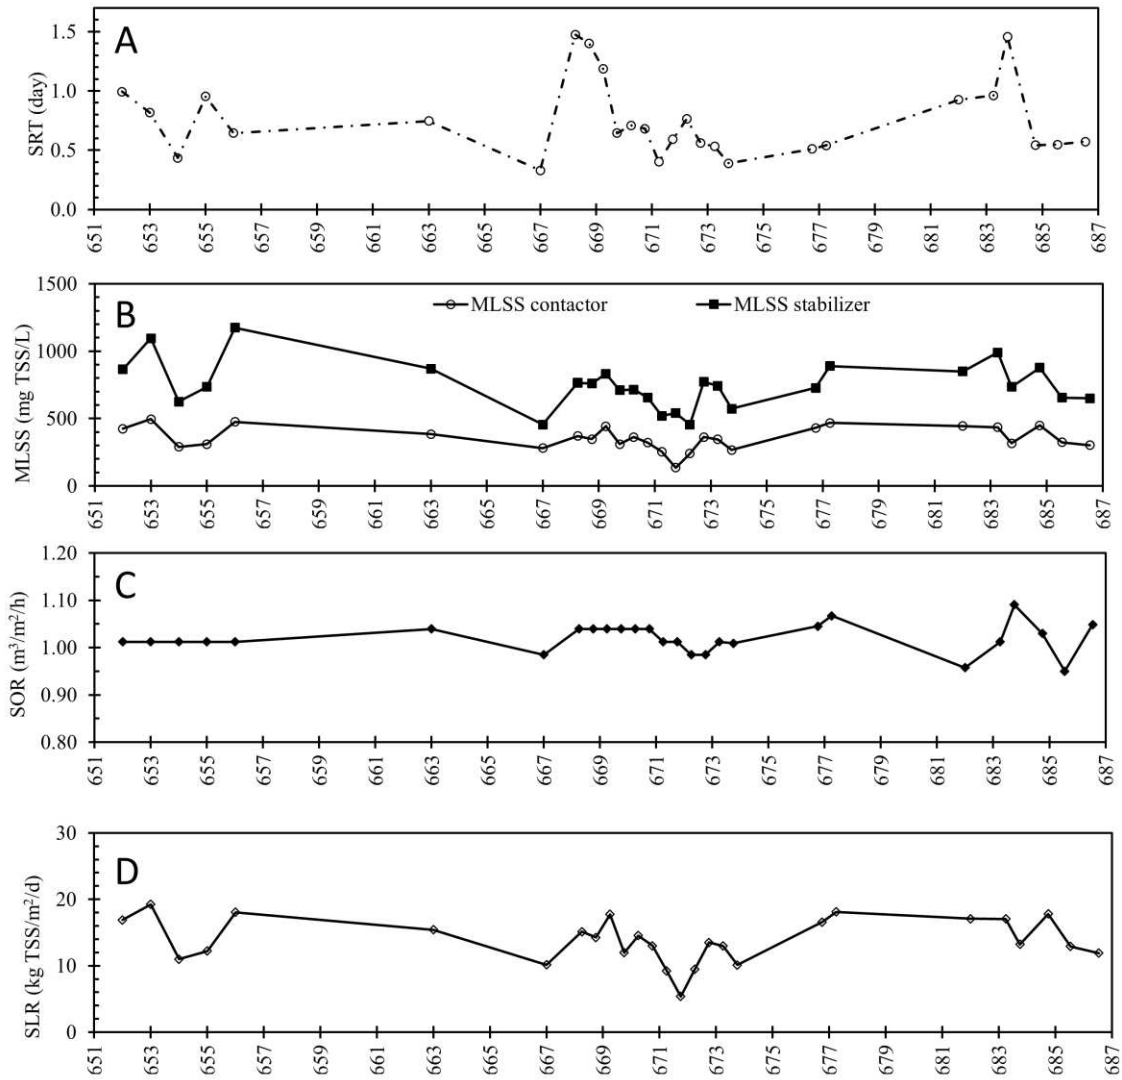 A
SRT (day)
1.5
1.0
0.5
0.0
651 653 655 657 659 661 663 665 667 669 671 673 675 677 679 681 683 685 687
B
MLSS contactor MLSS stabilizer
MLSS (mg TSS/L)
1500
1000
500
0
651 653 655 657 659 661 663 665 667 669 671 673 675 677 679 681 683 685 687
C
SOR (m³/m²/h)
1.20
1.10
1.00
0.90
0.80
651 653 655 657 659 661 663 665 667 669 671 673 675 677 679 681 683 685 687
D
SLR (kg TSS/m²/d)
30
20
10
0
651 653 655 657 659 661 663 665 667 669 671 673 675 677 679 681 683 685 687